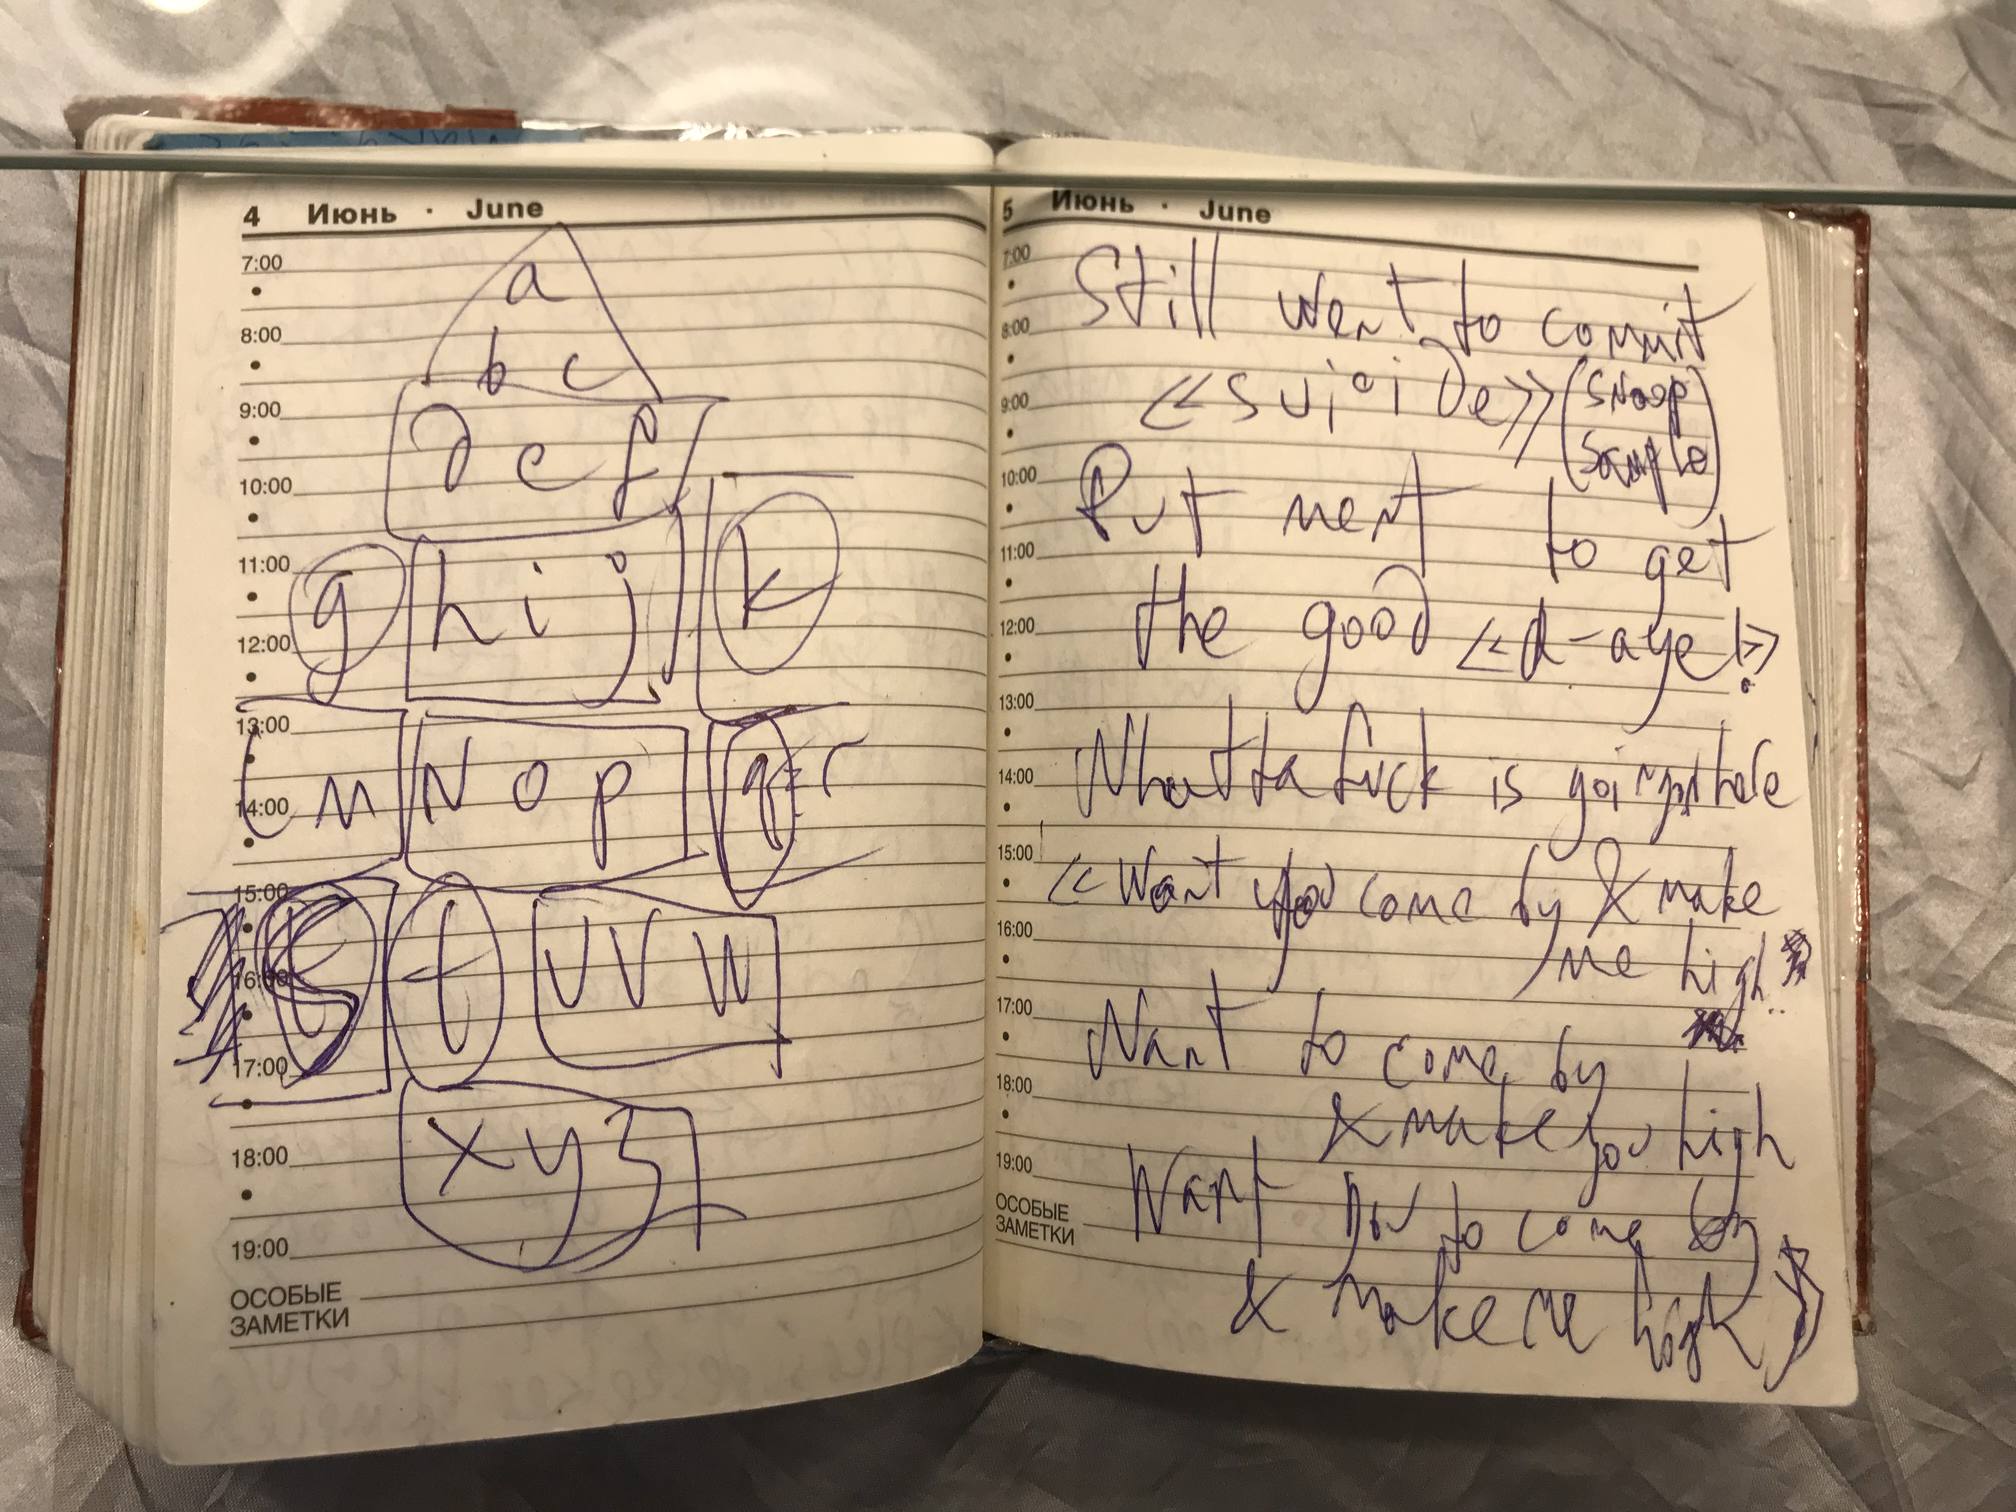 4 Июнь · June
7:00
a
8:00
b c
9:00
d e f
10:00
11:00
g h i j k
12:00
13:00
l m N o p q r
14:00
15:00
16:00
s t u v w
17:00
18:00
x y z
19:00
ОСОБЫЕ
ЗАМЕТКИ
5 Июнь · June
7:00
Still went to commit
8:00
<<suicide>> (Snoop
Sample)
9:00
10:00
Put ment to get
11:00
the good <<d-aye!>>
12:00
13:00
Whatta fuck is going on here
14:00
15:00
<<Want you come by & make
16:00
me high
17:00
Want to come by
18:00
& make you high
19:00
Want you to come by
ОСОБЫЕ
ЗАМЕТКИ
& make me high